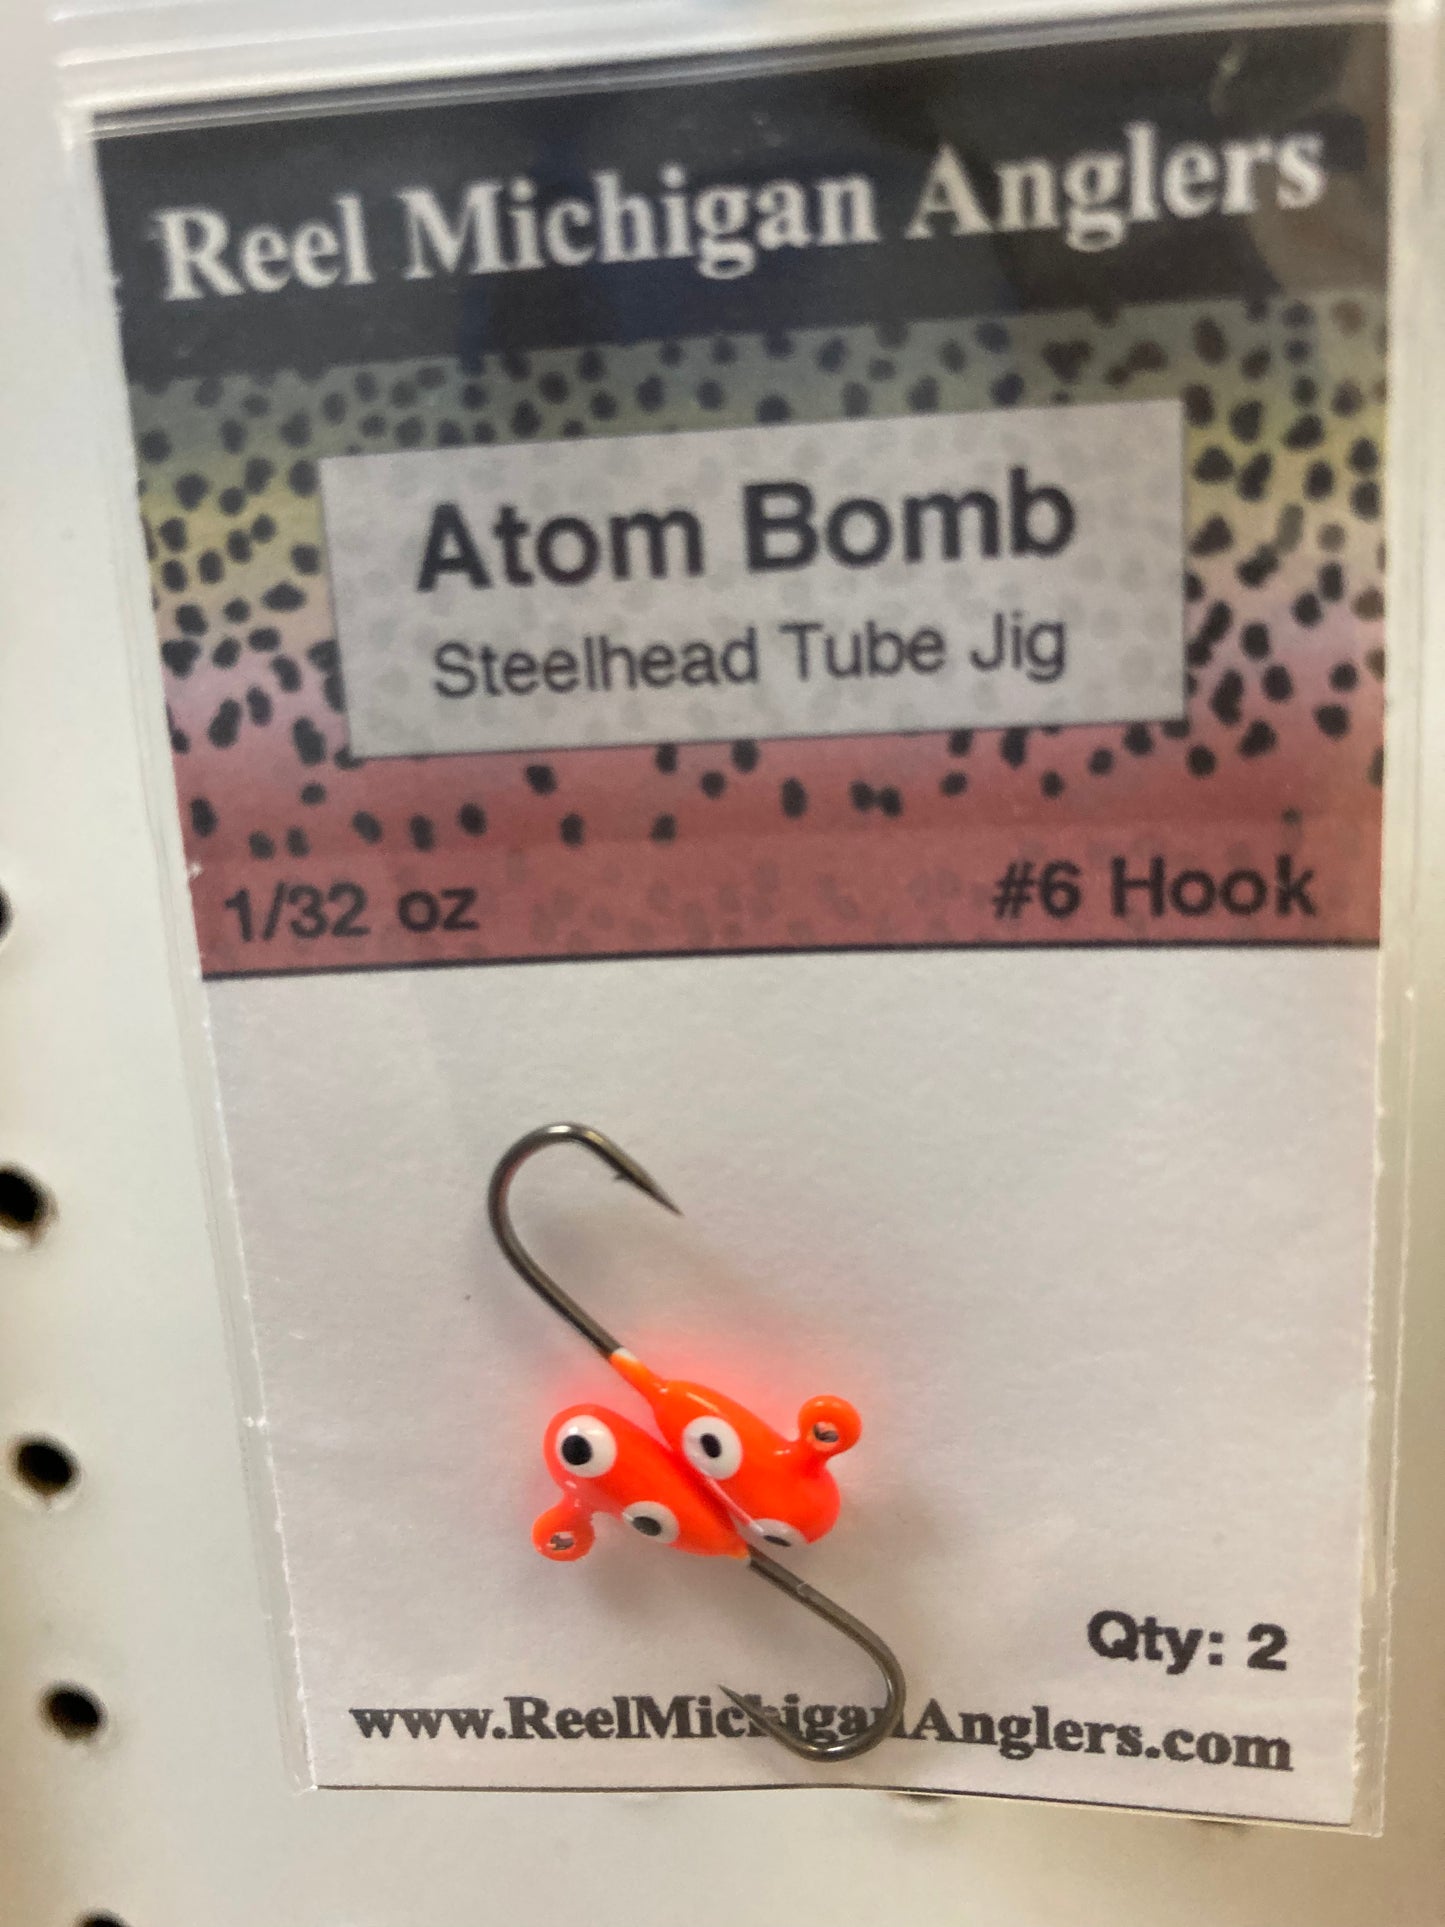 Reel Michigan Anglers
Atom Bomb
Steelhead Tube Jig
1/32 oz
#6 Hook
Qty: 2
www.ReelMichiganAnglers.com